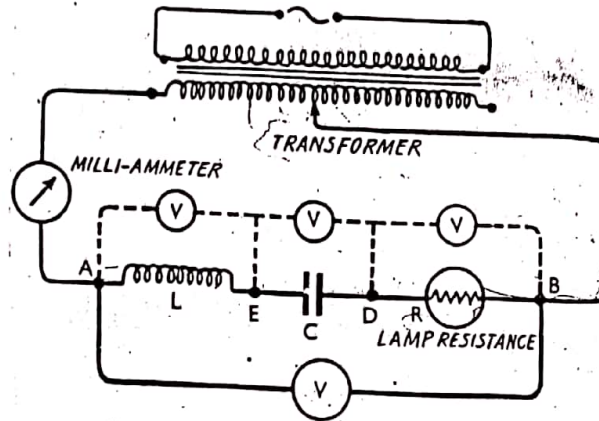 TRANSFORMER
MILLI-AMMETER
V V V
A B
L E C D R
LAMP RESISTANCE
V